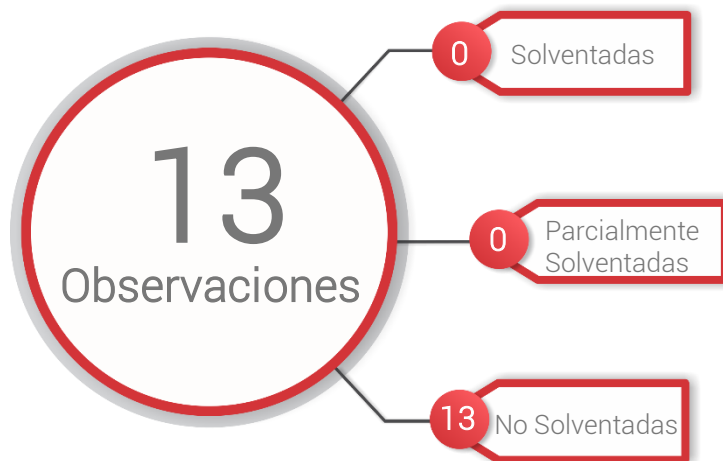 13
Observaciones
0
Solventadas
0
Parcialmente
Solventadas
13
No Solventadas